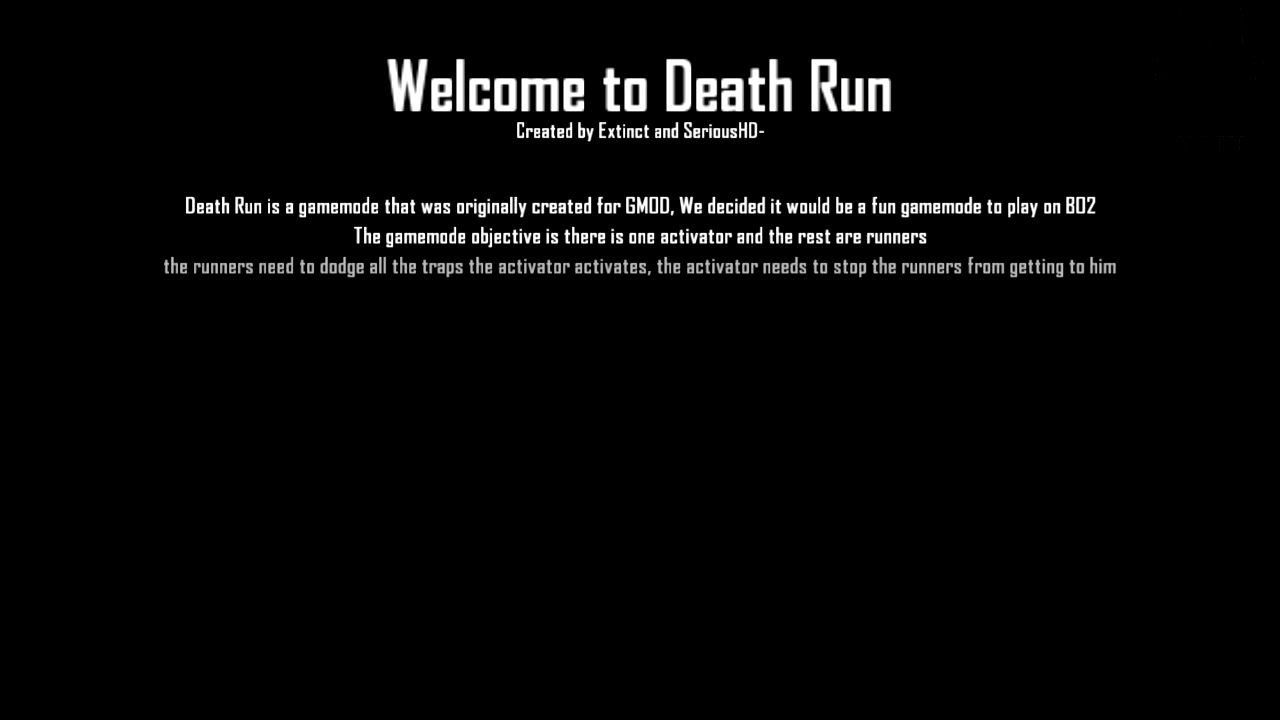 Welcome to Death Run
Created by Extinct and SeriousHD-
Death Run is a gamemode that was originally created for GMOD, We decided it would be a fun gamemode to play on BO2
The gamemode objective is there is one activator and the rest are runners
the runners need to dodge all the traps the activator activates, the activator needs to stop the runners from getting to him